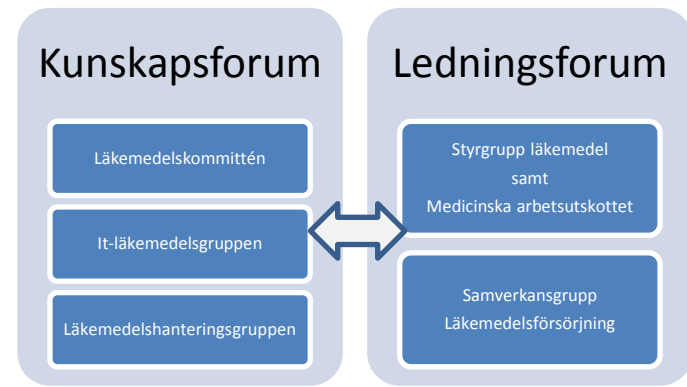 Kunskapsforum
Läkemedelskommittén
It-läkemedelsgruppen
Läkemedelshanteringsgruppen
Ledningsforum
Styrgrupp läkemedel
samt
Medicinska arbetsutskottet
Samverkansgrupp
Läkemedelsförsörjning